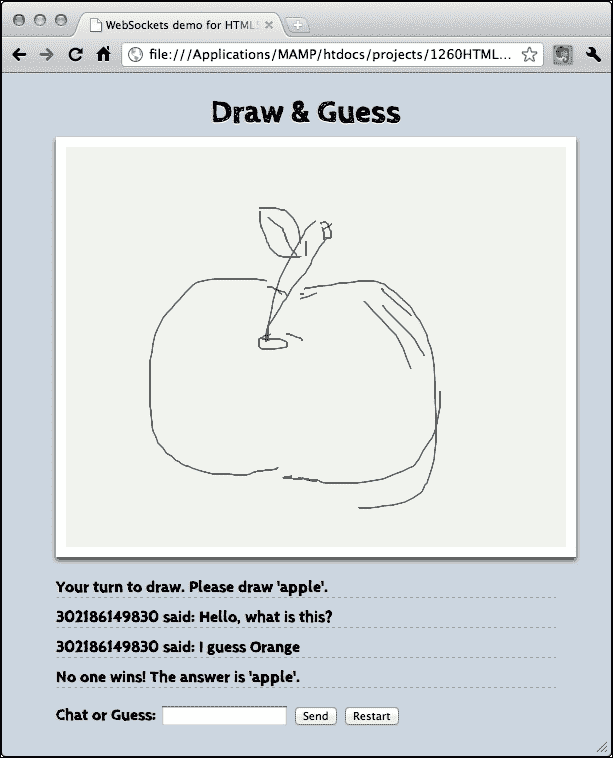 WebSockets demo for HTML5
file:///Applications/MAMP/htdocs/projects/1260HTML...
Draw & Guess
Your turn to draw. Please draw 'apple'.
302186149830 said: Hello, what is this?
302186149830 said: I guess Orange
No one wins! The answer is 'apple'.
Chat or Guess: Send Restart